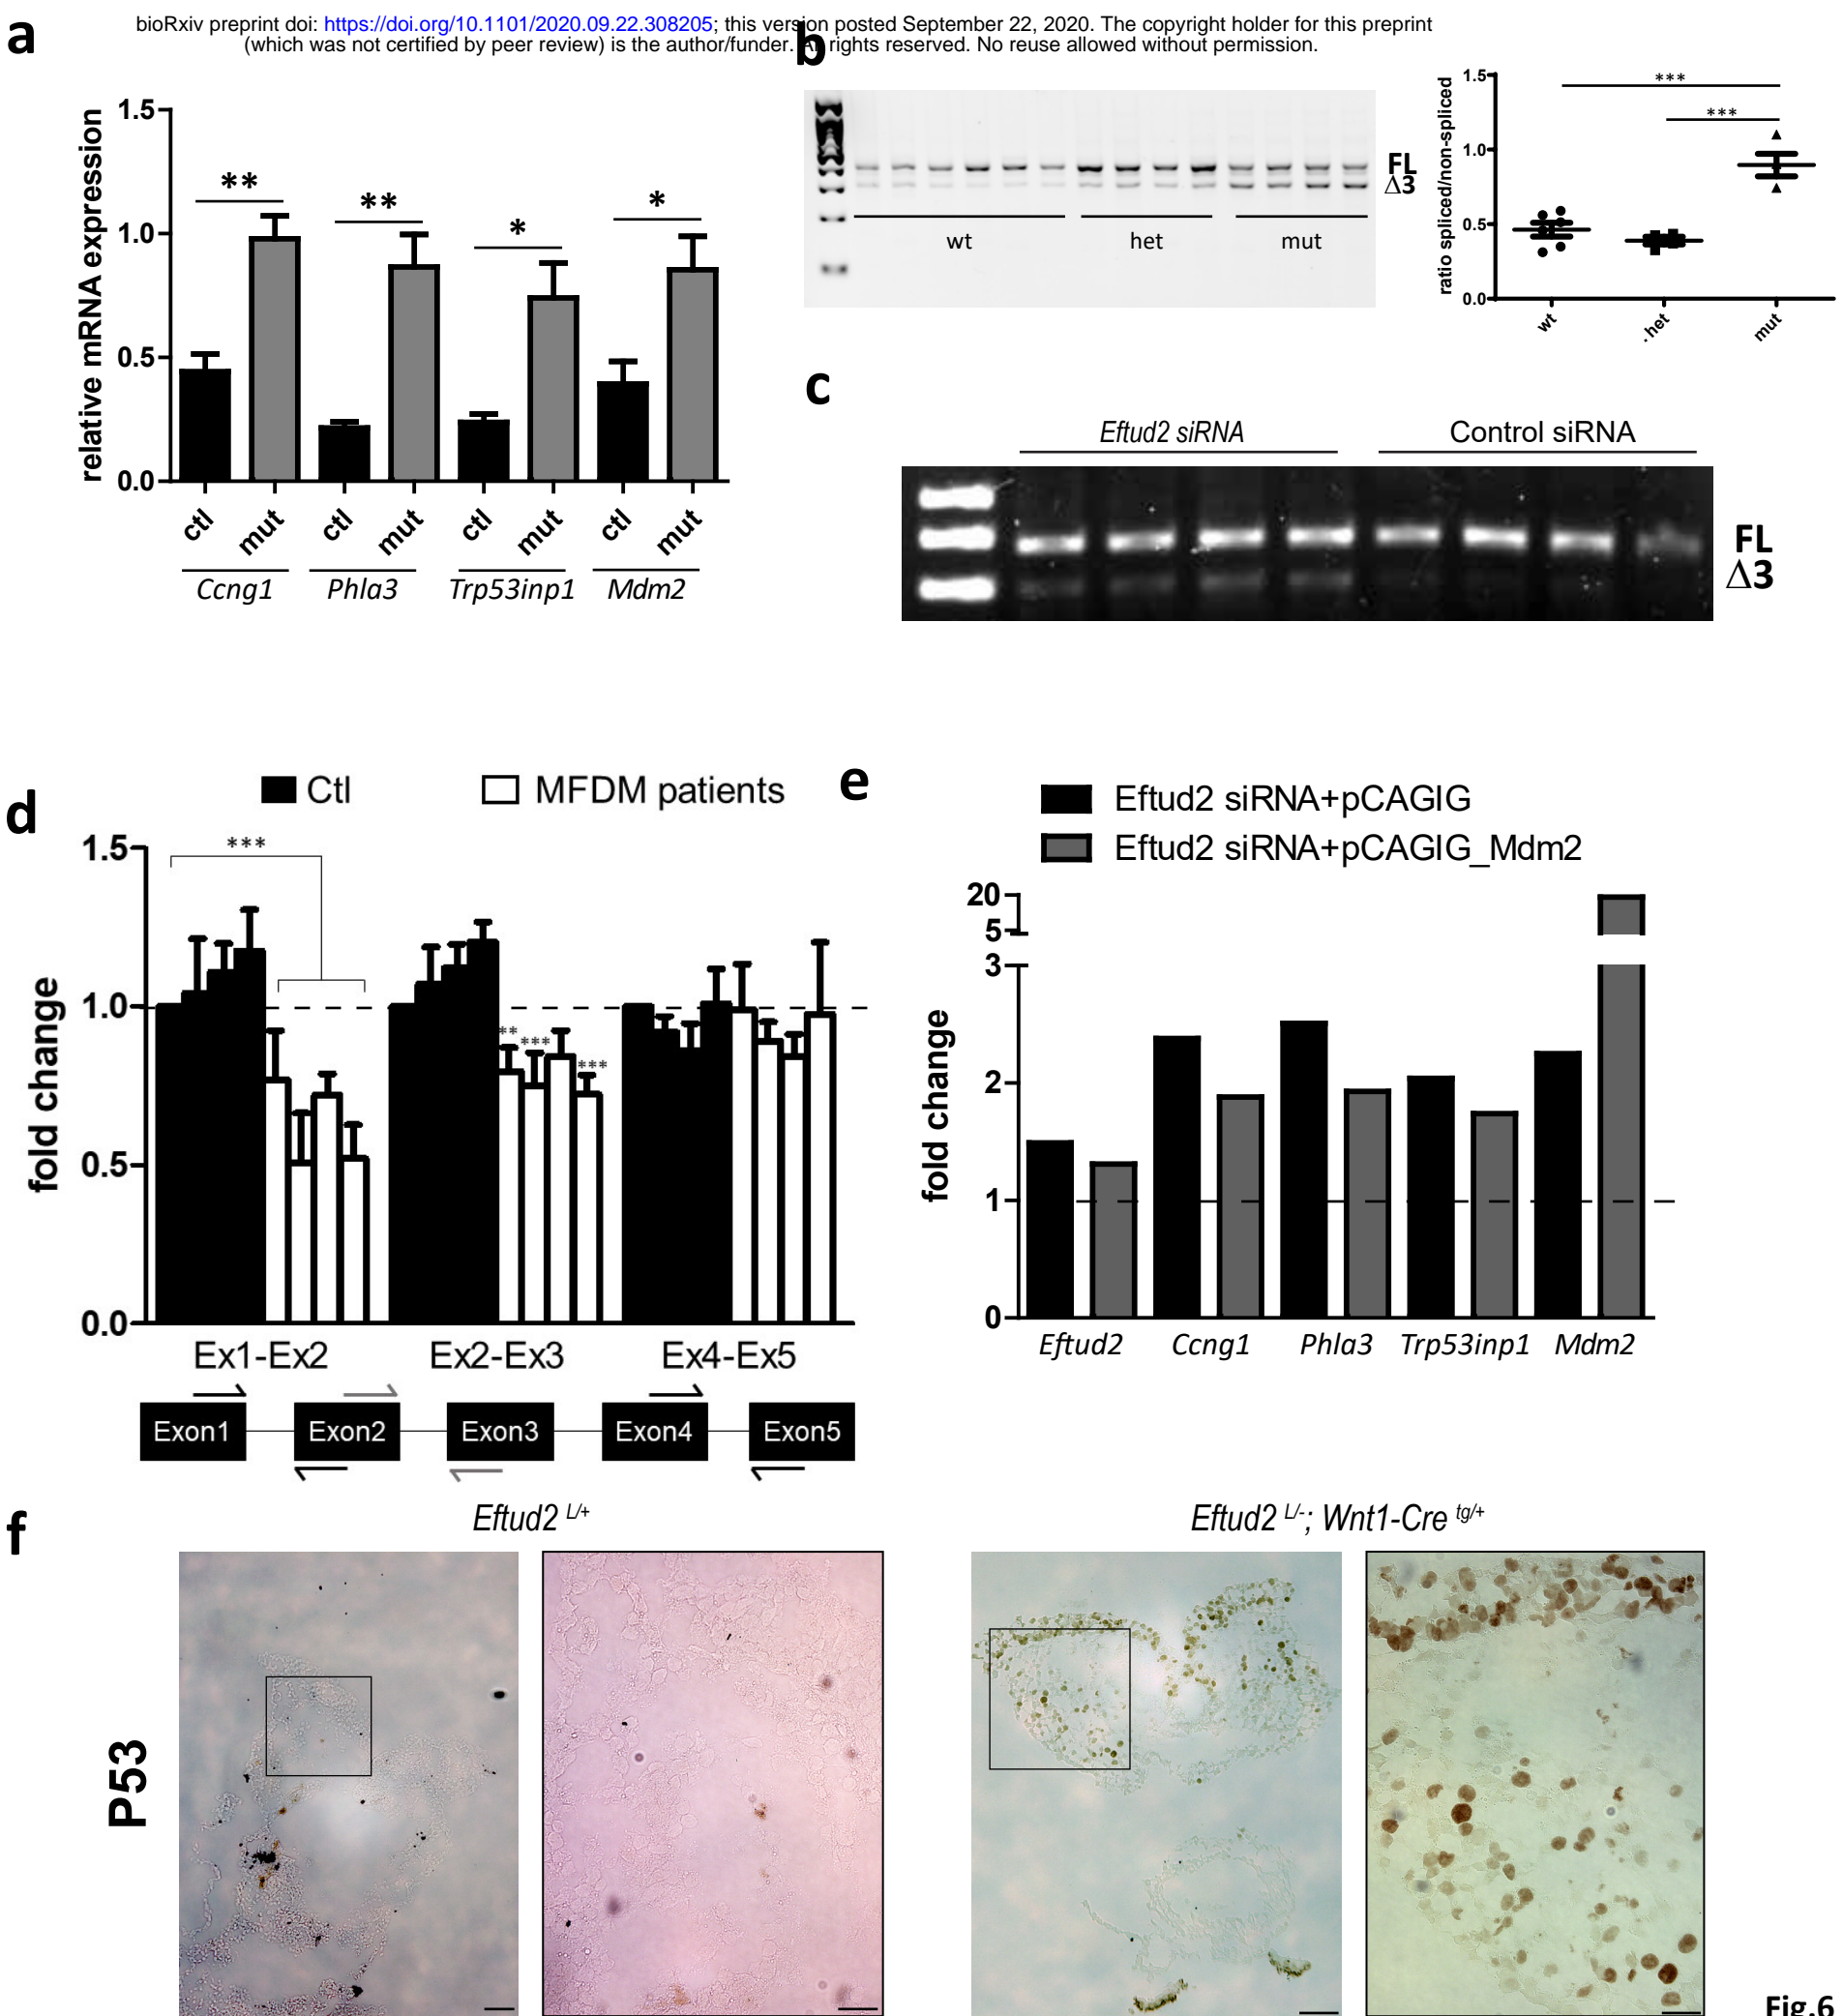 bioRxiv preprint doi: https://doi.org/10.1101/2020.09.22.308205; this version posted September 22, 2020. The copyright holder for this preprint
(which was not certified by peer review) is the author/funder. All rights reserved. No reuse allowed without permission.
a
relative mRNA expression
1.5
1.0
0.5
0.0
** ** * *
ctl mut ctl mut ctl mut ctl mut
Ccng1 Phla3 Trp53inp1 Mdm2
b
FL
Δ3
wt het mut
ratio spliced/non-spliced
1.5
1.0
0.5
0.0
***
***
wt .het mut
c
Eftud2 siRNA Control siRNA
FL
Δ3
d
Ctl MFDM patients
fold change
1.5
1.0
0.5
0.0
***
** *** ***
Ex1-Ex2 Ex2-Ex3 Ex4-Ex5
Exon1 Exon2 Exon3 Exon4 Exon5
e
Eftud2 siRNA+pCAGIG
Eftud2 siRNA+pCAGIG_Mdm2
fold change
20
5
3
2
1
0
Eftud2 Ccng1 Phla3 Trp53inp1 Mdm2
f
Eftud2 L/+ Eftud2 L/-; Wnt1-Cre tg/+
P53
Fig.6